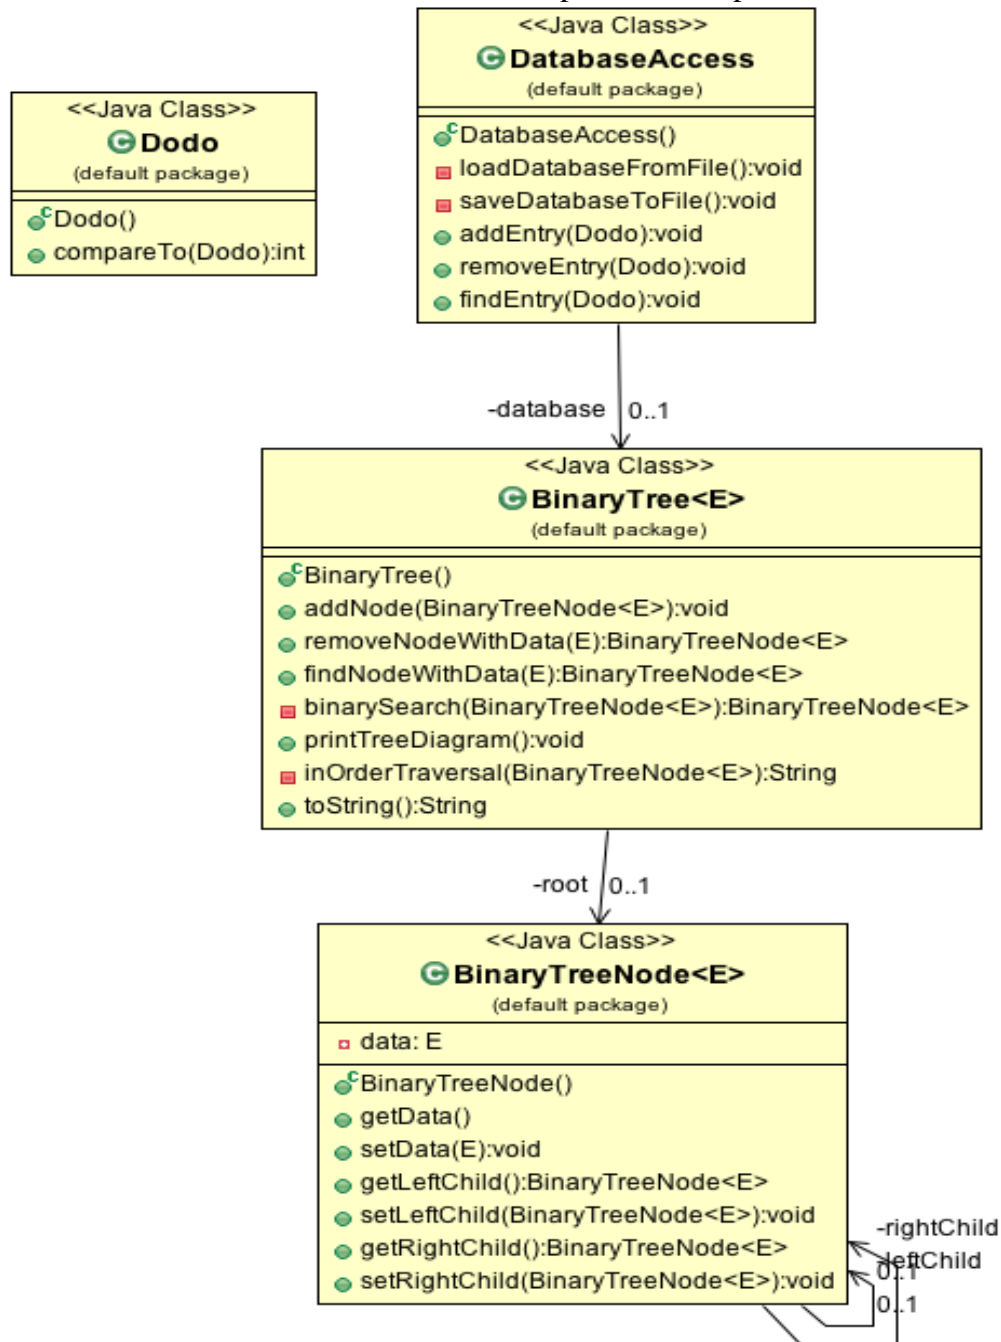 <<Java Class>>
Dodo
(default package)
Dodo()
compareTo(Dodo):int
<<Java Class>>
DatabaseAccess
(default package)
DatabaseAccess()
loadDatabaseFromFile():void
saveDatabaseToFile():void
addEntry(Dodo):void
removeEntry(Dodo):void
findEntry(Dodo):void
-database 0..1
<<Java Class>>
BinaryTree<E>
(default package)
BinaryTree()
addNode(BinaryTreeNode<E>):void
removeNodeWithData(E):BinaryTreeNode<E>
findNodeWithData(E):BinaryTreeNode<E>
binarySearch(BinaryTreeNode<E>):BinaryTreeNode<E>
printTreeDiagram():void
inOrderTraversal(BinaryTreeNode<E>):String
toString():String
-root 0..1
<<Java Class>>
BinaryTreeNode<E>
(default package)
data: E
BinaryTreeNode()
getData()
setData(E):void
getLeftChild():BinaryTreeNode<E>
setLeftChild(BinaryTreeNode<E>):void
getRightChild():BinaryTreeNode<E>
setRightChild(BinaryTreeNode<E>):void
-rightChild
-leftChild
0..1
0..1